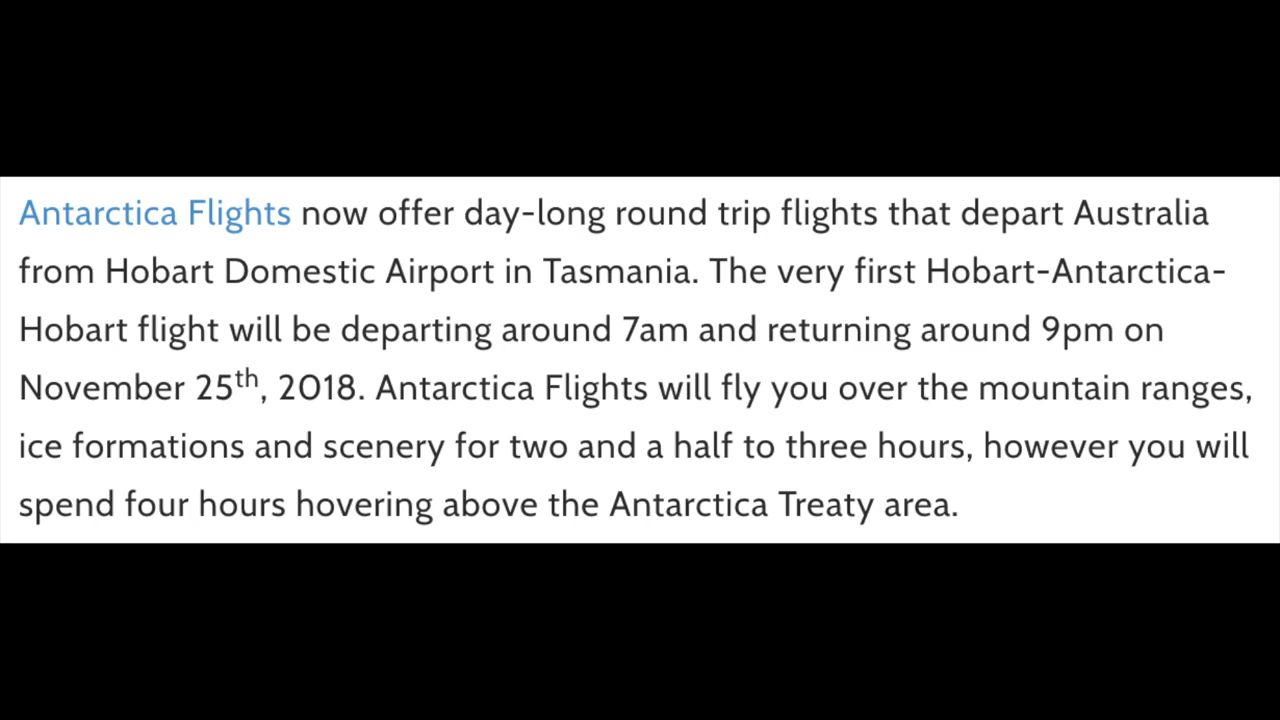 Antarctica Flights now offer day-long round trip flights that depart Australia
from Hobart Domestic Airport in Tasmania. The very first Hobart-Antarctica-
Hobart flight will be departing around 7am and returning around 9pm on
November 25th, 2018. Antarctica Flights will fly you over the mountain ranges,
ice formations and scenery for two and a half to three hours, however you will
spend four hours hovering above the Antarctica Treaty area.